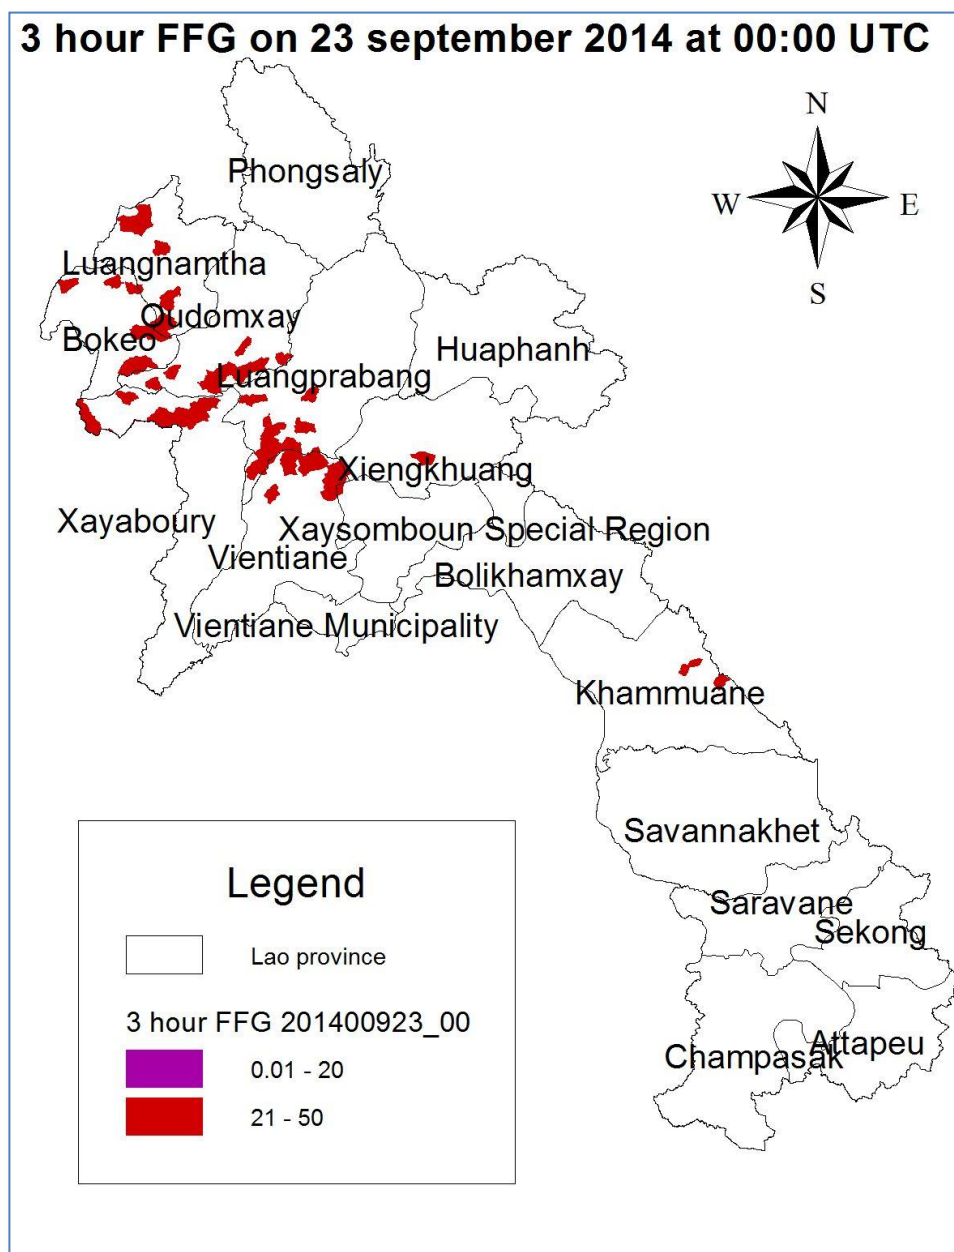 3 hour FFG on 23 september 2014 at 00:00 UTC
N
W
E
S
Phongsaly
Luangnamtha
Oudomxay
Bokeo
Huaphanh
Luangprabang
Xiengkhuang
Xayaboury
Xaysomboun Special Region
Vientiane
Bolikhamxay
Vientiane Municipality
Khammuane
Savannakhet
Saravane
Sekong
Attapeu
Champasak
Legend
Lao province
3 hour FFG 201400923_00
0.01 - 20
21 - 50